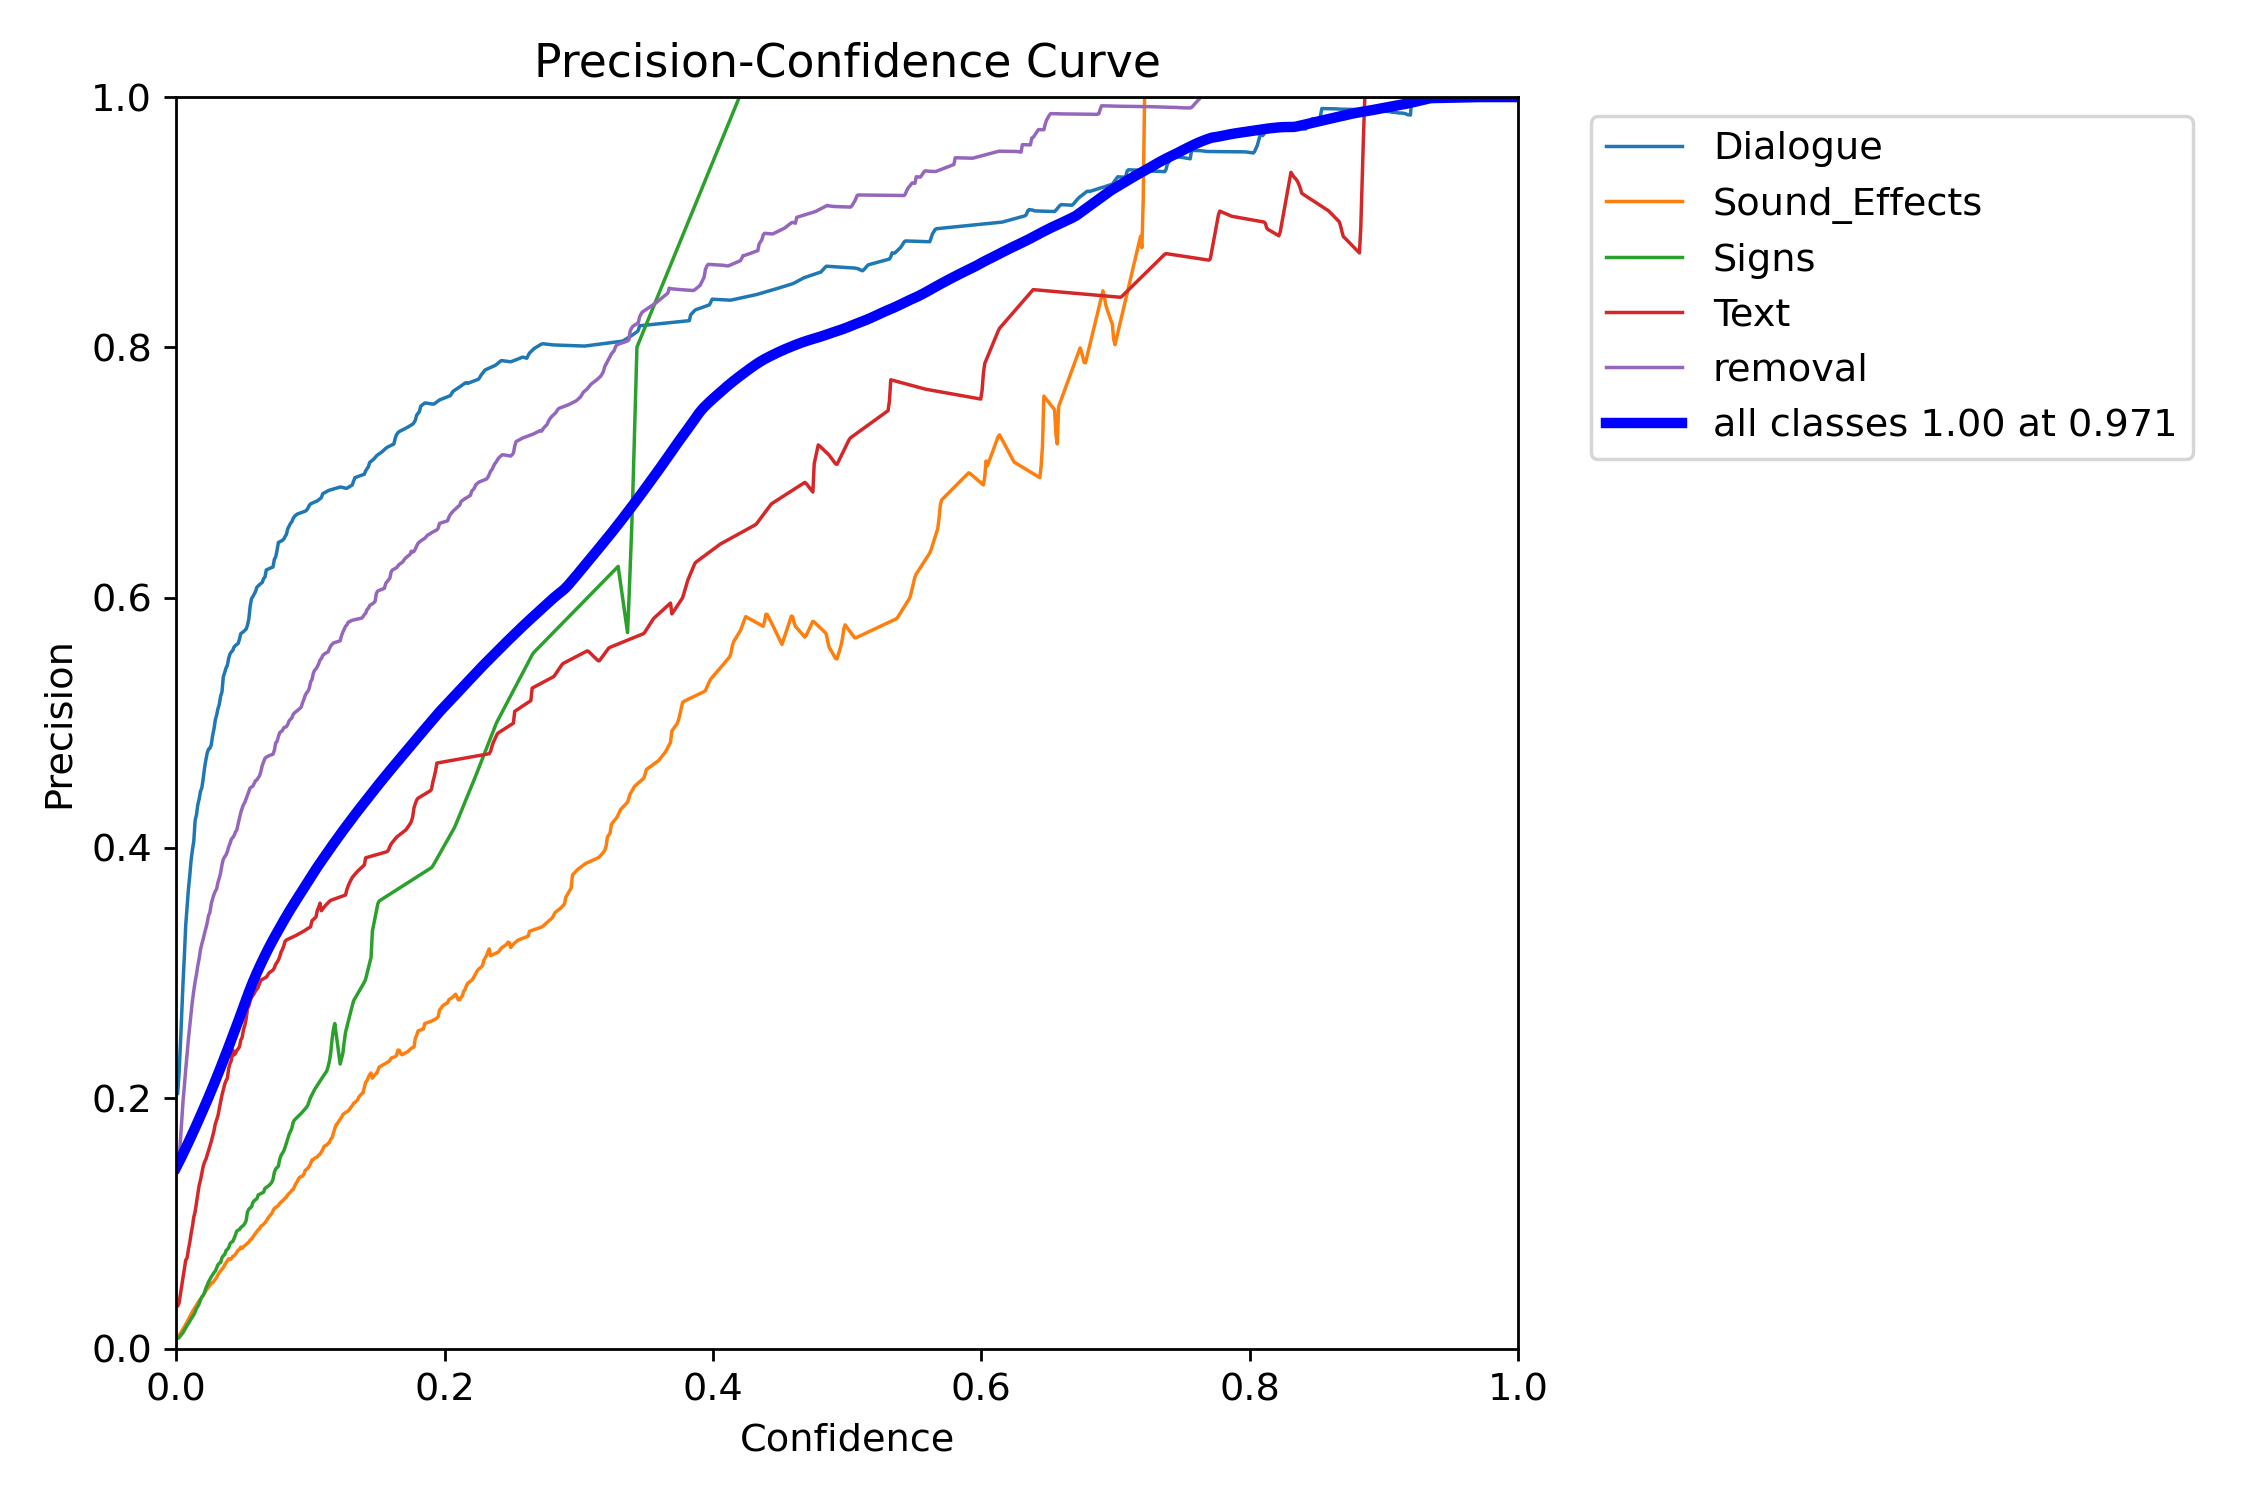 Precision-Confidence Curve
1.0
0.8
0.6
0.4
0.2
0.0
Precision
0.0 0.2 0.4 0.6 0.8 1.0
Confidence
Dialogue
Sound_Effects
Signs
Text
removal
all classes 1.00 at 0.971